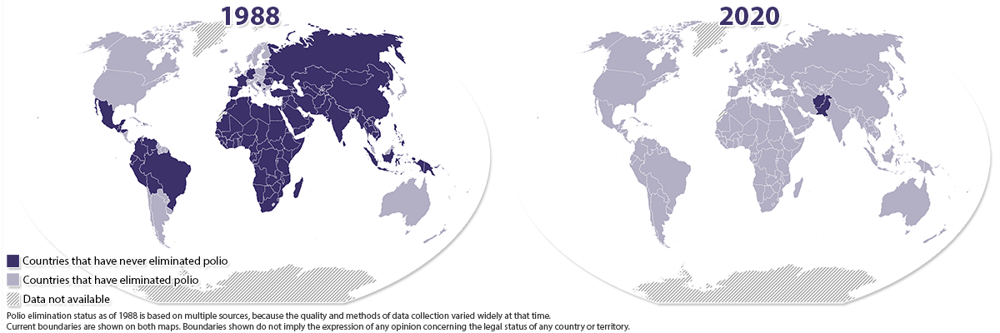 1988
2020
Countries that have never eliminated polio
Countries that have eliminated polio
Data not available
Polio elimination status as of 1988 is based on multiple sources, because the quality and methods of data collection varied widely at that time.
Current boundaries are shown on both maps. Boundaries shown do not imply the expression of any opinion concerning the legal status of any country or territory.